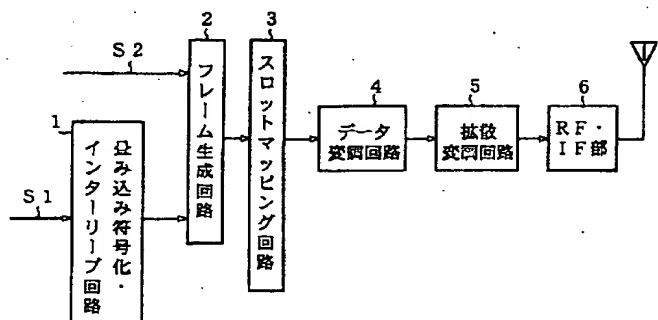 S2
2
フレーム生成回路
3
スロットマッピング回路
4
データ
変調回路
5
拡散
変調回路
6
RF・
IF部
1
畳み込み符号化・
インターリーブ回路
S1